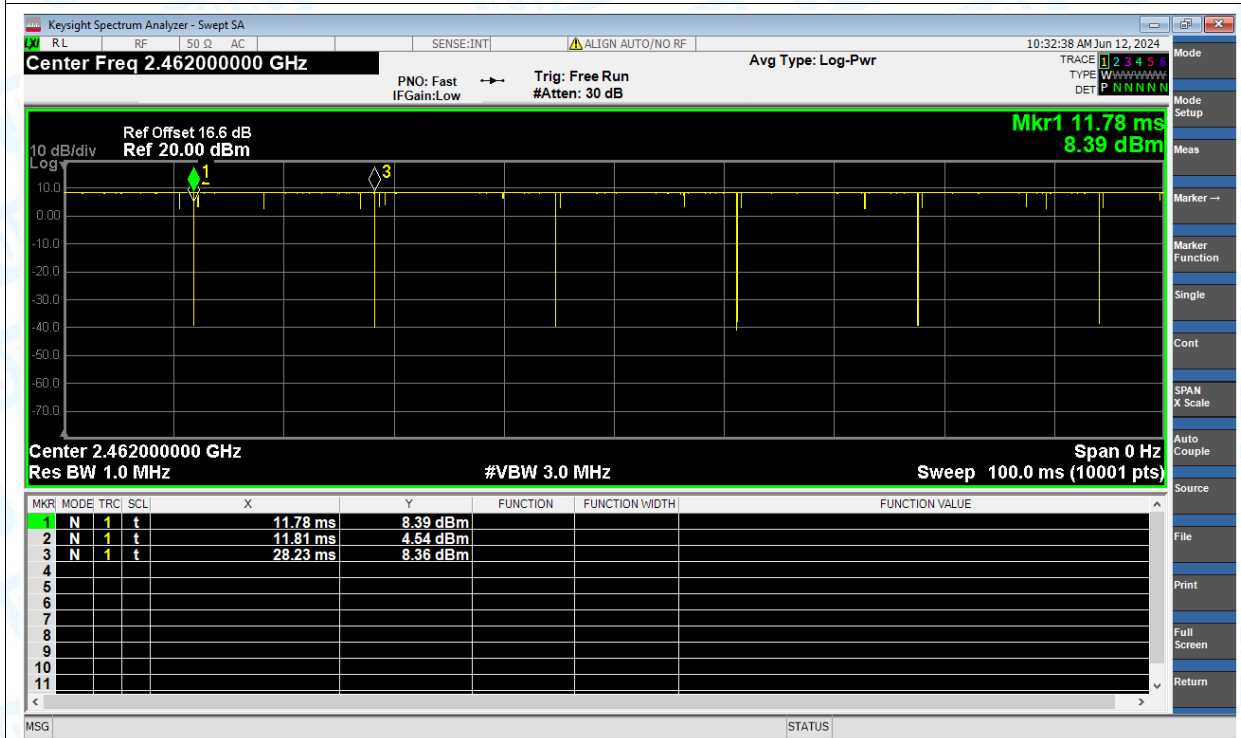 Keysight Spectrum Analyzer - Swept SA
LXI RL RF 50 Ω AC SENSE:INT ALIGN AUTO/NO RF 10:32:38 AM Jun 12, 2024
Center Freq 2.462000000 GHz
PNO: Fast
IFGain:Low
Trig: Free Run
#Atten: 30 dB
Avg Type: Log-Pwr
TRACE 1 2 3 4 5 6
TYPE WWWWWW
DET P N N N N N
Ref Offset 16.6 dB
10 dB/div Ref 20.00 dBm
Log
Mkr1 11.78 ms
8.39 dBm
1
3
10.0
0.00
-10.0
-20.0
-30.0
-40.0
-50.0
-60.0
-70.0
Center 2.462000000 GHz Span 0 Hz
Res BW 1.0 MHz #VBW 3.0 MHz Sweep 100.0 ms (10001 pts)
MKR MODE TRC SCL X Y FUNCTION FUNCTION WIDTH FUNCTION VALUE
1 N 1 t 11.78 ms 8.39 dBm
2 N 1 t 11.81 ms 4.54 dBm
3 N 1 t 28.23 ms 8.36 dBm
4
5
6
7
8
9
10
11
MSG STATUS
Mode
Mode
Setup
Meas
Marker →
Marker
Function
Single
Cont
SPAN
X Scale
Auto
Couple
Source
File
Print
Full
Screen
Return